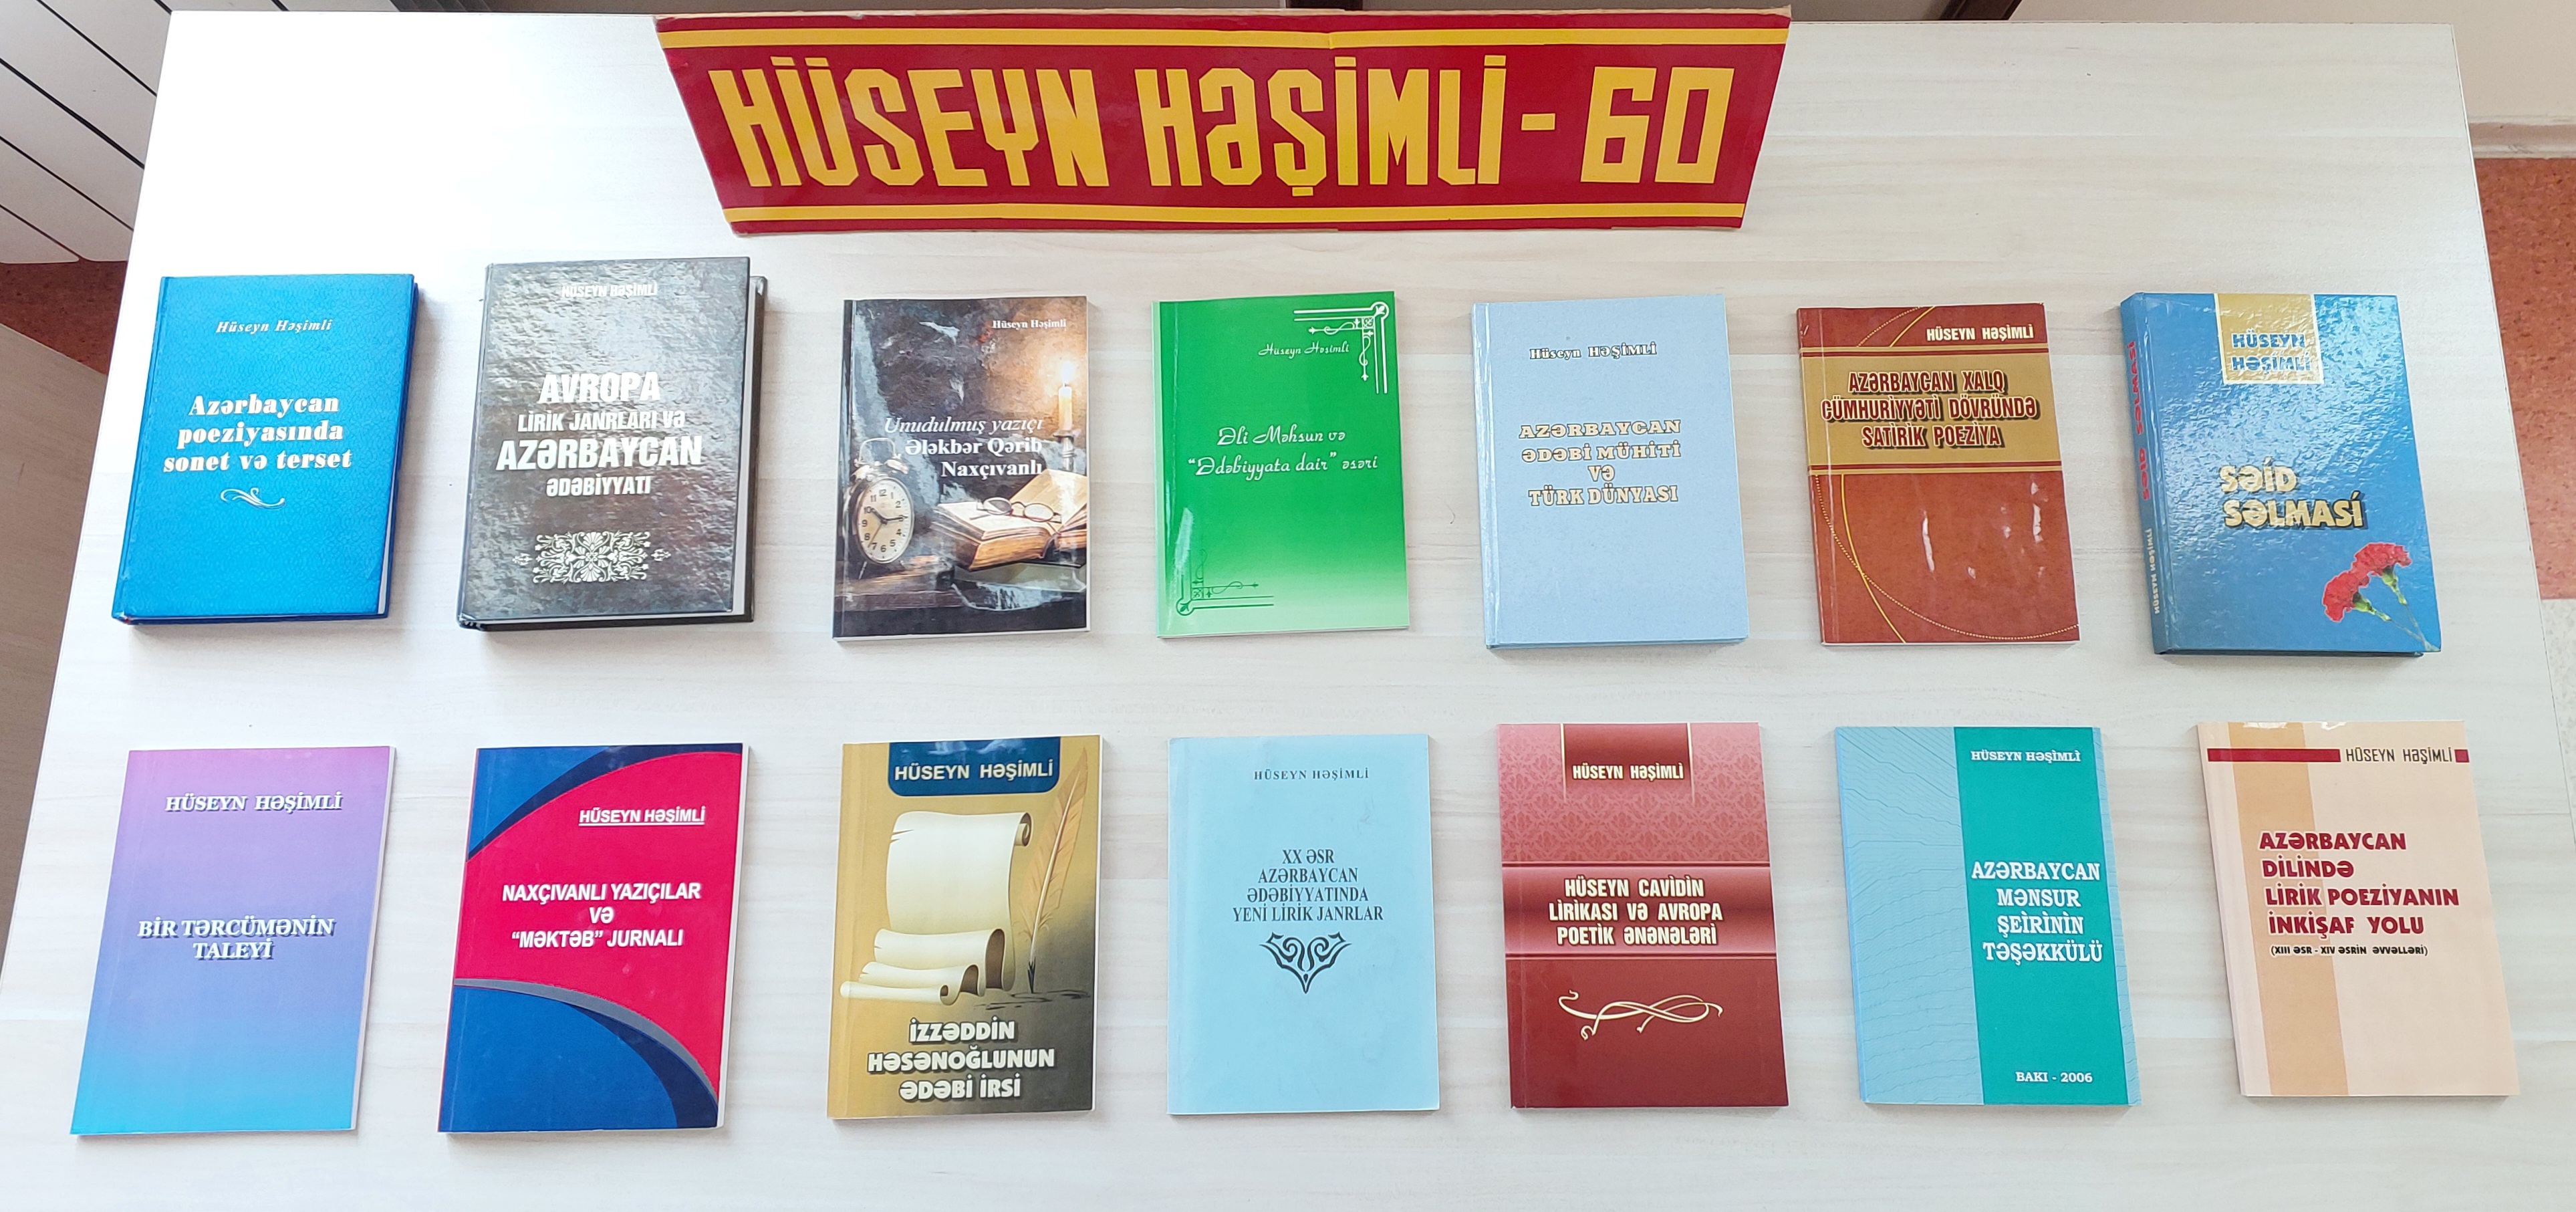 HÜSEYN HƏŞİMLİ - 60
Hüseyn Həşimli
Azərbaycan
poeziyasında
sonet və terset
HÜSEYN HƏŞİMLİ
AVROPA
LİRİK JANRLARI VƏ
AZƏRBAYCAN
ƏDƏBİYYATI
Hüseyn Həşimli
Unudulmuş yazıçı
Ələkbər Qərib
Naxçıvanlı
Hüseyn Həşimli
Əli Məhsun və
“Ədəbiyyata dair” əsəri
Hüseyn HƏŞİMLİ
AZƏRBAYCAN
ƏDƏBİ MÜHİTİ
VƏ
TÜRK DÜNYASI
HÜSEYN HƏŞİMLİ
AZƏRBAYCAN XALQ
CÜMHURİYYƏTİ DÖVRÜNDƏ
SATİRİK POEZİYA
SƏİD SƏLMASİ
HÜSEYN HƏŞİMLİ
HÜSEYN
HƏŞİMLİ
SƏİD
SƏLMASİ
HÜSEYN HƏŞİMLİ
BİR TƏRCÜMƏNİN
TALEYİ
HÜSEYN HƏŞİMLİ
NAXÇIVANLI YAZIÇILAR
VƏ
“MƏKTƏB” JURNALI
HÜSEYN HƏŞİMLİ
İZZƏDDİN
HƏSƏNOĞLUNUN
ƏDƏBİ İRSİ
HÜSEYN HƏŞİMLİ
XX ƏSR
AZƏRBAYCAN
ƏDƏBİYYATINDA
YENİ LİRİK JANRLAR
HÜSEYN HƏŞİMLİ
HÜSEYN CAVİDİN
LİRİKASI VƏ AVROPA
POETİK ƏNƏNƏLƏRİ
HÜSEYN HƏŞİMLİ
AZƏRBAYCAN
MƏNSUR
ŞEİRİNİN
TƏŞƏKKÜLÜ
BAKI - 2006
HÜSEYN HƏŞİMLİ
AZƏRBAYCAN
DİLİNDƏ
LİRİK POEZİYANIN
İNKİŞAF YOLU
(XIII ƏSR - XIV ƏSRİN ƏVVƏLLƏRİ)